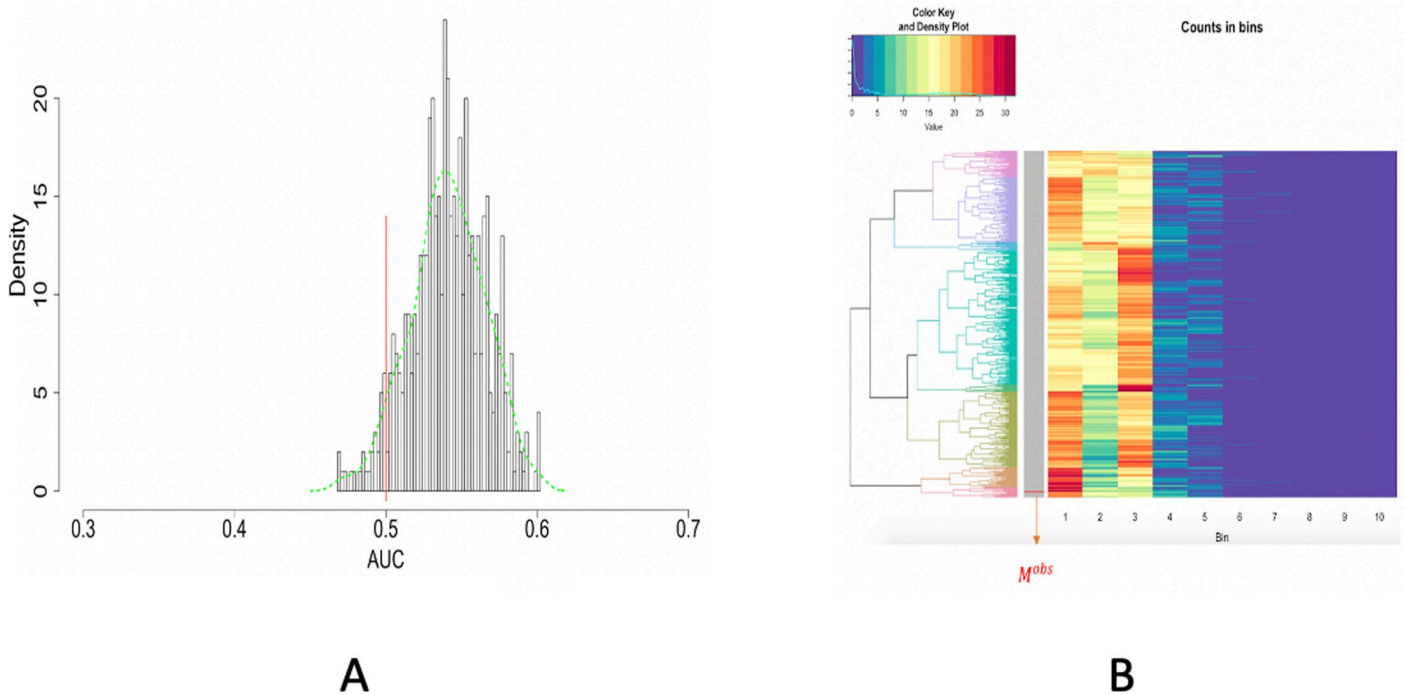 Density
20
15
10
5
0
0.3 0.4 0.5 0.6 0.7
AUC
A
Color Key
and Density Plot
0 5 10 15 20 25 30
Value
Counts in bins
1 2 3 4 5 6 7 8 9 10
Bin
M^obs
B